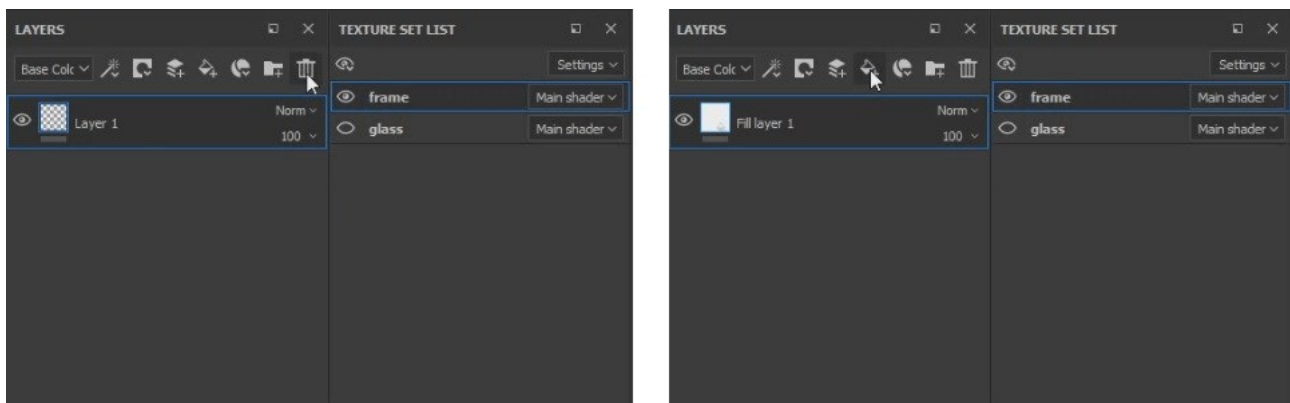 LAYERS
TEXTURE SET LIST
Base Colc
Settings
frame
Main shader
Layer 1
Norm
100
glass
Main shader
LAYERS
TEXTURE SET LIST
Base Colc
Settings
frame
Main shader
Fill layer 1
Norm
100
glass
Main shader